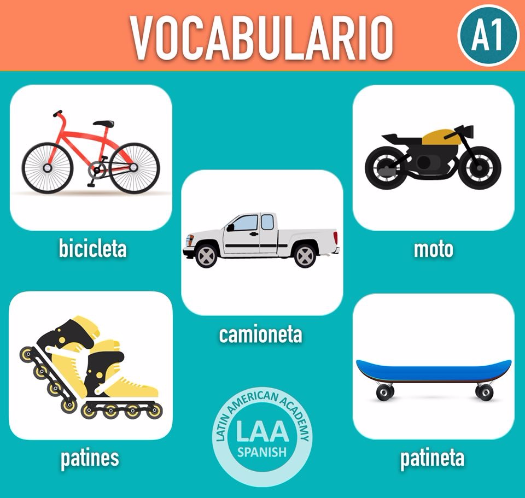 VOCABULARIO
A1
bicicleta
moto
camioneta
patines
patineta
LATIN AMERICAN ACADEMY
LAA
SPANISH